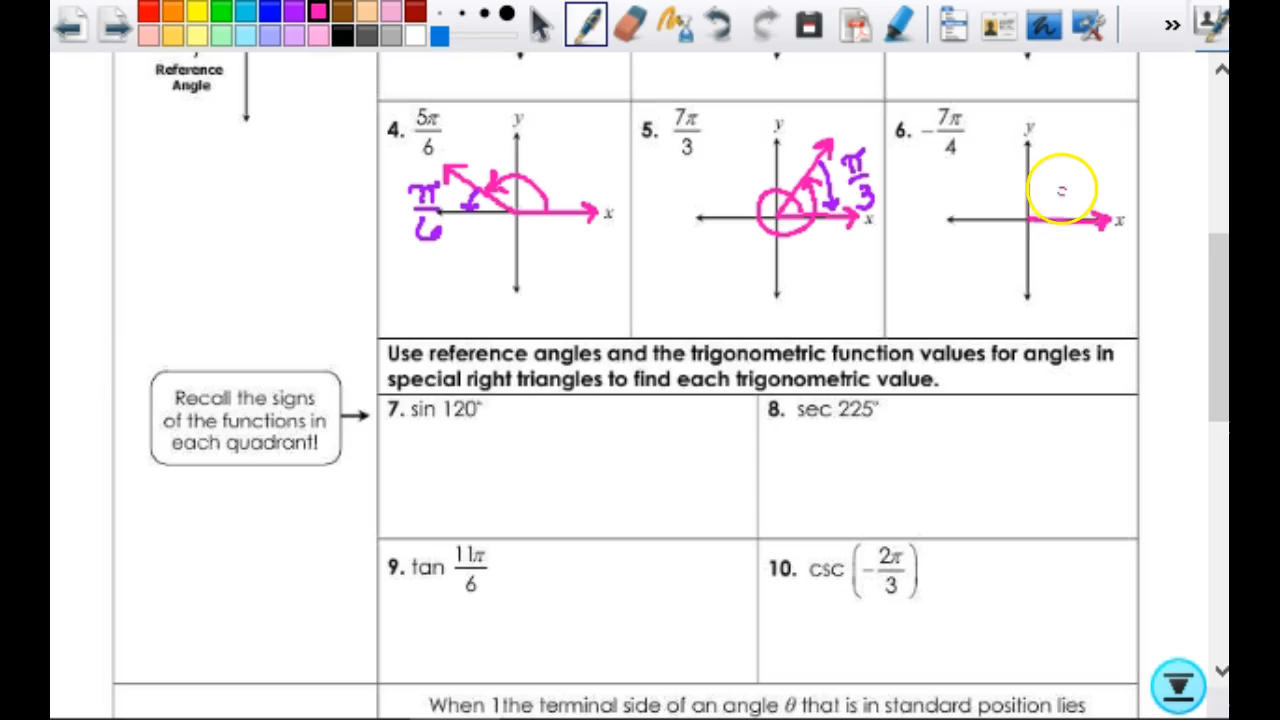 »
Reference
Angle
4. 5π/6 y x π/6
5. 7π/3 y x π/3
6. -7π/4 y x
Use reference angles and the trigonometric function values for angles in
special right triangles to find each trigonometric value.
Recall the signs
of the functions in
each quadrant!
7. sin 120°
8. sec 225°
9. tan 11π/6
10. csc (-2π/3)
When 1the terminal side of an angle θ that is in standard position lies